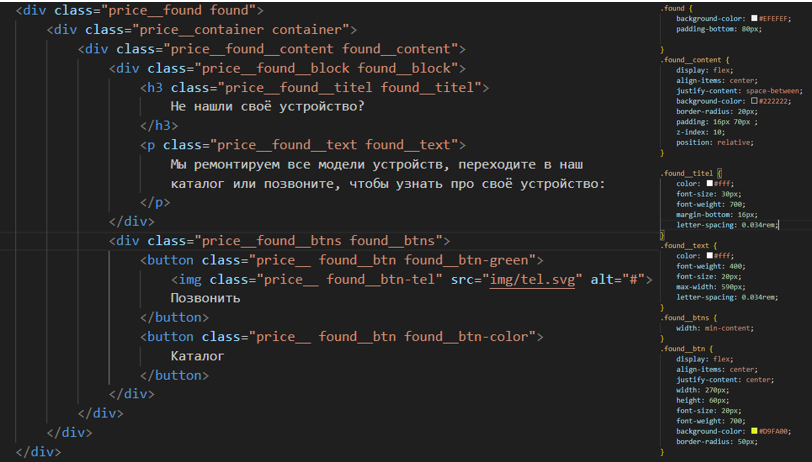 <div class="price__found found">
<div class="price__container container">
<div class="price__found__content found__content">
<div class="price__found__block found__block">
<h3 class="price__found__titel found__titel">
Не нашли своё устройство?
</h3>
<p class="price__found__text found__text">
Мы ремонтируем все модели устройств, переходите в наш
каталог или позвоните, чтобы узнать про своё устройство:
</p>
</div>
<div class="price__found__btns found__btns">
<button class="price__ found__btn found__btn-green">
<img class="price__ found__btn-tel" src="img/tel.svg" alt="#">
Позвонить
</button>
<button class="price__ found__btn found__btn-color">
Каталог
</button>
</div>
</div>
</div>
</div>
.found {
background-color: #EFEFEF;
padding-bottom: 80px;
}
.found__content {
display: flex;
align-items: center;
justify-content: space-between;
background-color: #222222;
border-radius: 20px;
padding: 16px 70px ;
z-index: 10;
position: relative;
}
.found__titel {
color: #fff;
font-size: 30px;
font-weight: 700;
margin-bottom: 16px;
letter-spacing: 0.034rem;
}
.found__text {
color: #fff;
font-weight: 400;
font-size: 20px;
max-width: 590px;
letter-spacing: 0.034rem;
}
.found__btns {
width: min-content;
}
.found__btn {
display: flex;
align-items: center;
justify-content: center;
width: 270px;
height: 60px;
font-size: 20px;
font-weight: 700;
background-color: #D9FA00;
border-radius: 50px;
}